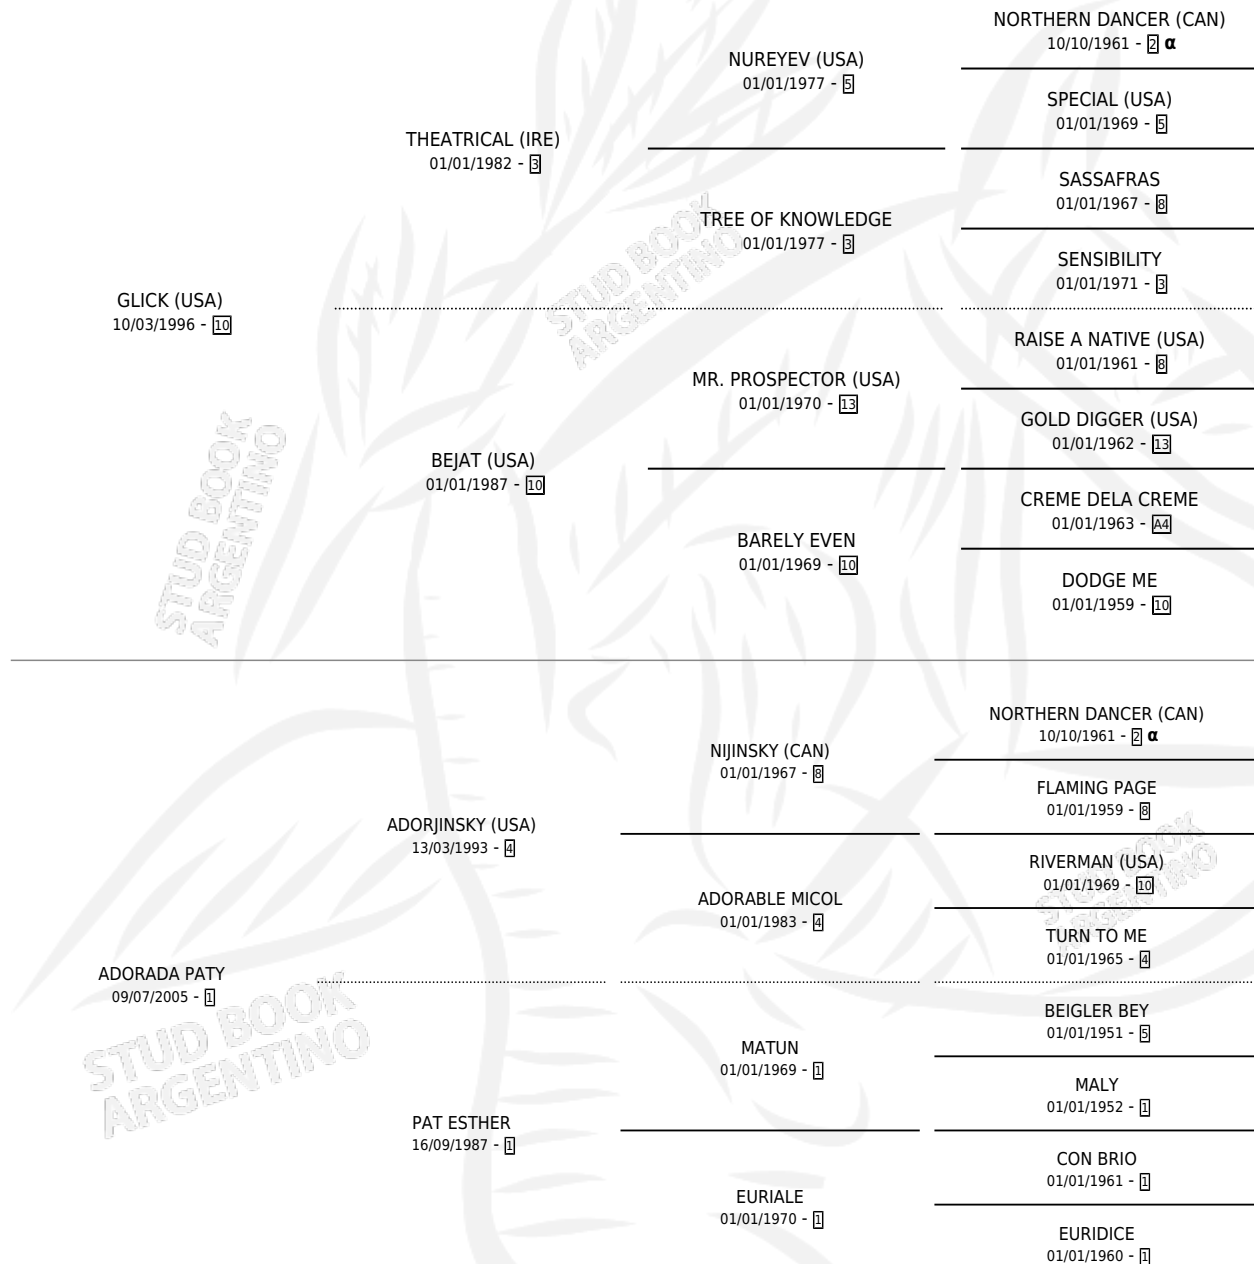 NORTHERN DANCER (CAN)
10/10/1961 - 2 α
NUREYEV (USA)
01/01/1977 - 5
SPECIAL (USA)
01/01/1969 - 5
THEATRICAL (IRE)
01/01/1982 - 3
SASSAFRAS
01/01/1967 - 8
TREE OF KNOWLEDGE
01/01/1977 - 3
SENSIBILITY
01/01/1971 - 3
GLICK (USA)
10/03/1996 - 10
RAISE A NATIVE (USA)
01/01/1961 - 8
MR. PROSPECTOR (USA)
01/01/1970 - 13
GOLD DIGGER (USA)
01/01/1962 - 13
BEJAT (USA)
01/01/1987 - 10
CREME DELA CREME
01/01/1963 - A4
BARELY EVEN
01/01/1969 - 10
DODGE ME
01/01/1959 - 10
NORTHERN DANCER (CAN)
10/10/1961 - 2 α
NIJINSKY (CAN)
01/01/1967 - 8
FLAMING PAGE
01/01/1959 - 8
ADORJINSKY (USA)
13/03/1993 - 4
RIVERMAN (USA)
01/01/1969 - 10
ADORABLE MICOL
01/01/1983 - 4
TURN TO ME
01/01/1965 - 4
ADORADA PATY
09/07/2005 - 1
BEIGLER BEY
01/01/1951 - 5
MATUN
01/01/1969 - 1
MALY
01/01/1952 - 1
PAT ESTHER
16/09/1987 - 1
CON BRIO
01/01/1961 - 1
EURIALE
01/01/1970 - 1
EURIDICE
01/01/1960 - 1
STUD BOOK
ARGENTINO
STUD BOOK
ARGENTINO
STUD BOOK
ARGENTINO
STUD BOOK
ARGENTINO